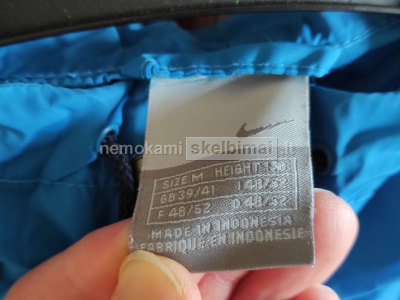 nemokami skelbimai.lt
SIZE M HEIGHT
GB 39/41 I 48/52
F 48/52 D 48/52
MADE IN INDONESIA
FABRIQUE EN INDONESIE